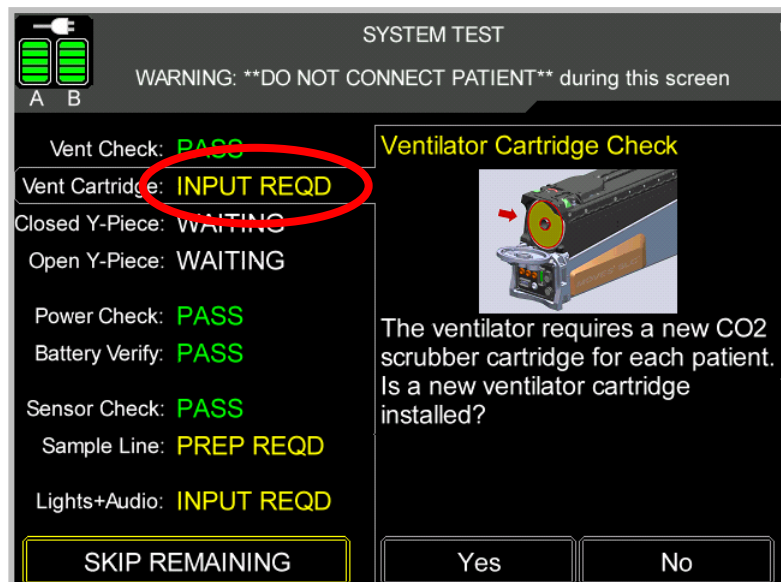 SYSTEM TEST
WARNING: **DO NOT CONNECT PATIENT** during this screen
A B
Vent Check: PASS
Vent Cartridge: INPUT REQD
Closed Y-Piece: WAITING
Open Y-Piece: WAITING
Power Check: PASS
Battery Verify: PASS
Sensor Check: PASS
Sample Line: PREP REQD
Lights+Audio: INPUT REQD
SKIP REMAINING
Ventilator Cartridge Check
The ventilator requires a new CO2
scrubber cartridge for each patient.
Is a new ventilator cartridge
installed?
Yes
No